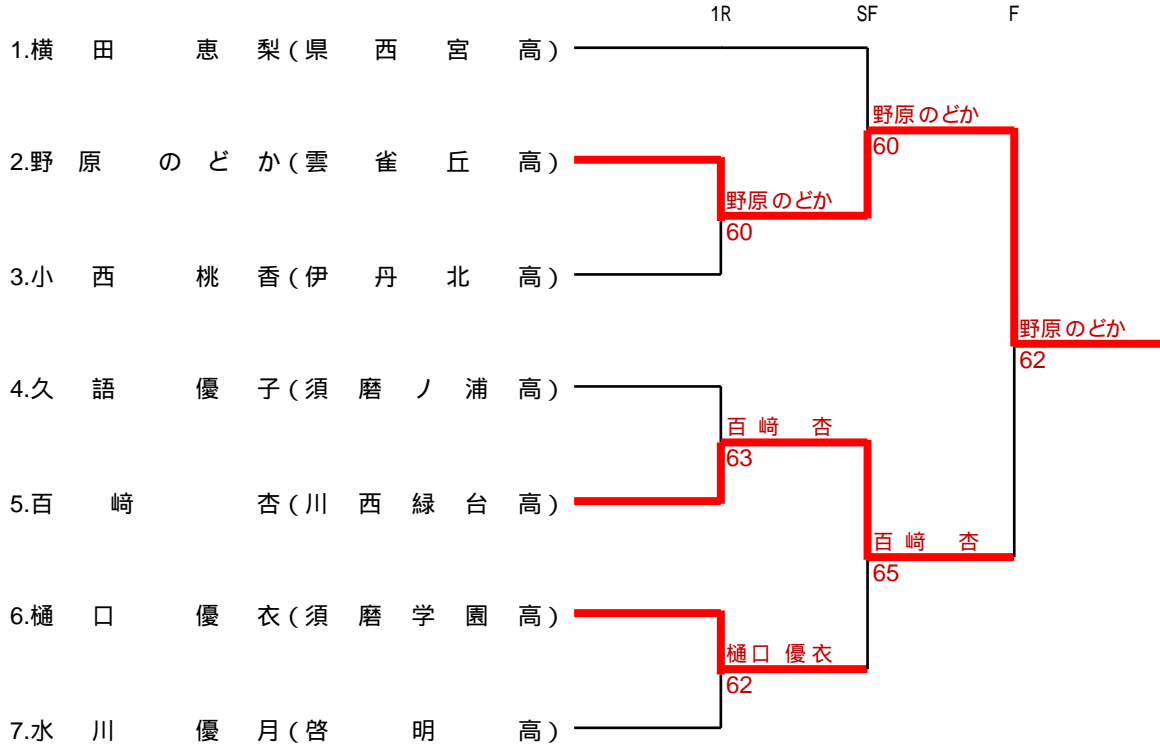 1R SF F
1.横田 恵梨(県西宮高)
野原のどか
60
2.野原 のどか(雲雀丘高)
野原のどか
60
3.小西 桃香(伊丹北高)
野原のどか
62
4.久語 優子(須磨ノ浦高)
百﨑 杏
63
5.百﨑 杏(川西緑台高)
百﨑 杏
65
6.樋口 優衣(須磨学園高)
樋口 優衣
62
7.水川 優月(啓明高)